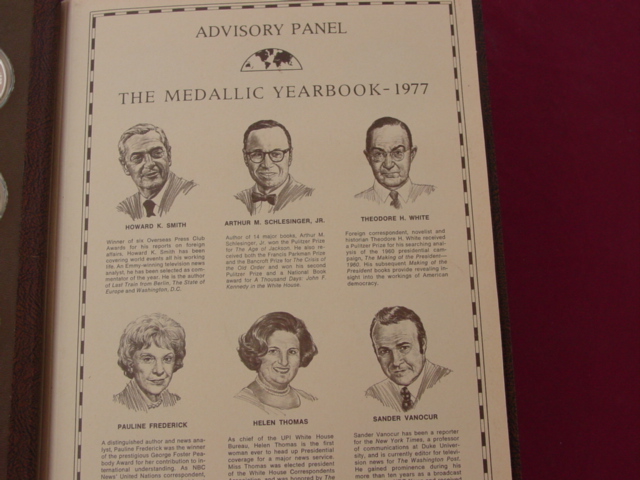 ADVISORY PANEL
THE MEDALLIC YEARBOOK-1977
HOWARD K. SMITH
Winner of six Overseas Press Club
Awards for his reports on foreign
affairs, Howard K. Smith has been
covering world events all his working
life. An Emmy-winning television news
analyst, he has been selected as com-
mentator of the year. He is the author
of Last Train from Berlin, The State of
Europe and Washington, D.C.
ARTHUR M. SCHLESINGER, JR.
Author of 14 major books, Arthur M.
Schlesinger, Jr. won the Pulitzer Prize
for The Age of Jackson. He also re-
ceived both the Francis Parkman Prize
and the Bancroft Prize for The Crisis of
the Old Order and won his second
Pulitzer Prize and a National Book
award for A Thousand Days: John F.
Kennedy in the White House.
THEODORE H. WHITE
Foreign correspondent, novelist and
historian Theodore H. White received
a Pulitzer Prize for his searching anal-
ysis of the 1960 presidential cam-
paign, The Making of the President—
1960. His subsequent Making of the
President books provide revealing in-
sight into the workings of American
democracy.
PAULINE FREDERICK
A distinguished author and news ana-
lyst, Pauline Frederick was the winner
of the prestigious George Foster Pea-
body Award for her contribution to in-
ternational understanding. As NBC
News' United Nations correspondent,
HELEN THOMAS
As chief of the UPI White House
Bureau, Helen Thomas is the first
woman ever to head up Presidential
coverage for a major news service.
Miss Thomas was elected president
of the White House Correspondents
SANDER VANOCUR
Sander Vanocur has been a reporter
for the New York Times, a professor
of communications at Duke Univer-
sity, and is currently editor for televi-
sion news for The Washington Post.
He gained prominence during his
more than ten years as a broadcast